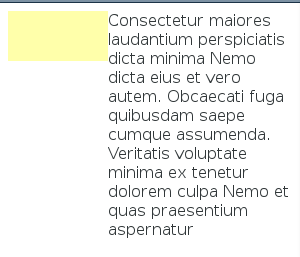 Consectetur maiores
laudantium perspiciatis
dicta minima Nemo
dicta eius et vero
autem. Obcaecati fuga
quibusdam saepe
cumque assumenda.
Veritatis voluptate
minima ex tenetur
dolorem culpa Nemo et
quas praesentium
aspernatur